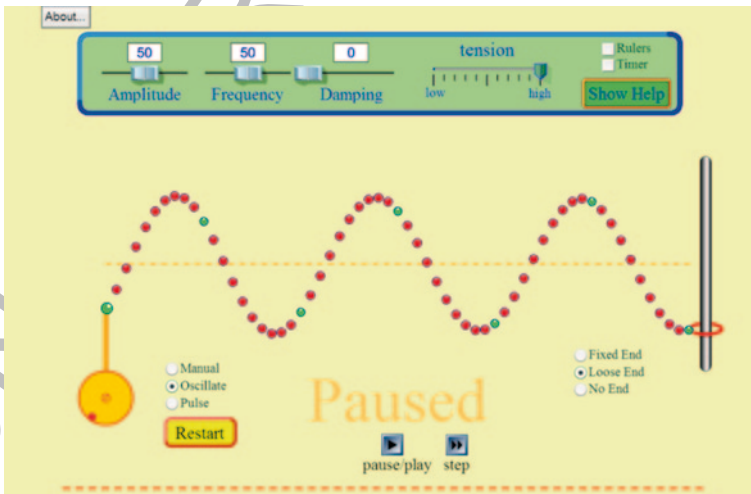 About...
50 50 0 tension Rulers
Timer
Amplitude Frequency Damping low high Show Help
Manual Fixed End
Oscillate Loose End
Pulse No End
Paused
Restart
pause/play step